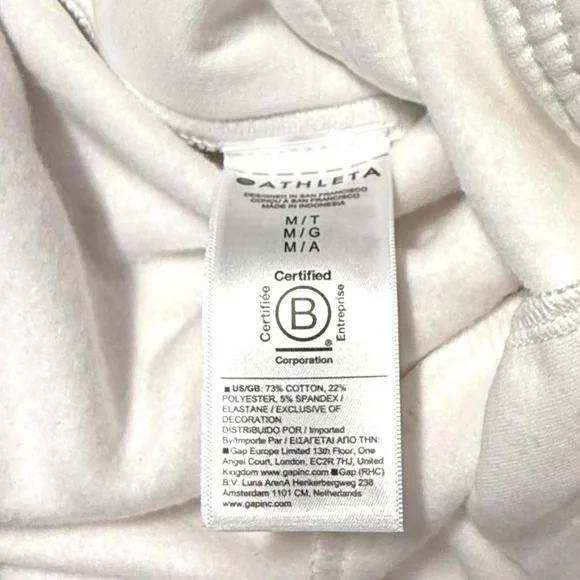 ATHLETA
DESIGNED IN SAN FRANCISCO
CONÇU À SAN FRANCISCO
MADE IN INDONESIA
M / T
M / G
M / A
Certified
Certifiée
B
Entreprise
®
Corporation
■ US/GB: 73% COTTON, 22%
POLYESTER, 5% SPANDEX /
ELASTANE / EXCLUSIVE OF
DECORATION
DISTRIBUIDO POR / Imported
By/Importe Par / ΕΙΣΑΓΕΤΑΙ ΑΠΟ ΤΗΝ:
■ Gap Europe Limited 13th Floor, One
Angel Court, London, EC2R 7HJ, United
Kingdom www.gapinc.com ■ Gap (RHC)
B.V. Luna ArenA Herikerbergweg 238
Amsterdam 1101 CM, Netherlands
www.gapinc.com